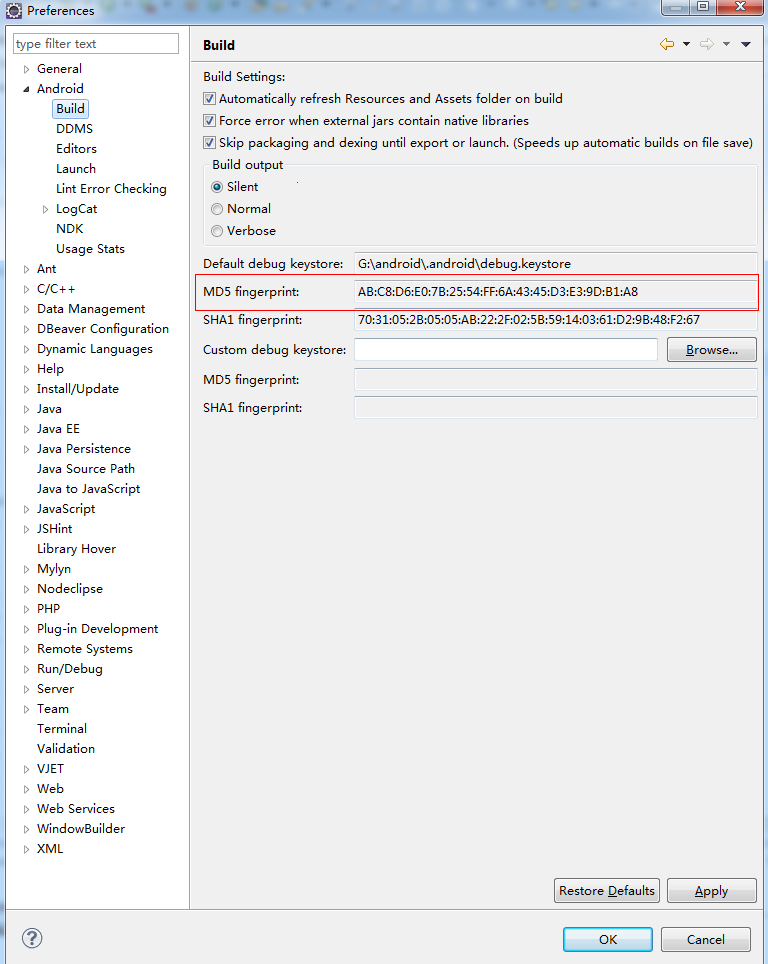 Preferences
type filter text
General
Android
Build
DDMS
Editors
Launch
Lint Error Checking
LogCat
NDK
Usage Stats
Ant
C/C++
Data Management
DBeaver Configuration
Dynamic Languages
Help
Install/Update
Java
Java EE
Java Persistence
Java Source Path
Java to JavaScript
JavaScript
JSHint
Library Hover
Mylyn
Nodeclipse
PHP
Plug-in Development
Remote Systems
Run/Debug
Server
Team
Terminal
Validation
VJET
Web
Web Services
WindowBuilder
XML
Build
Build Settings:
Automatically refresh Resources and Assets folder on build
Force error when external jars contain native libraries
Skip packaging and dexing until export or launch. (Speeds up automatic builds on file save)
Build output
Silent
Normal
Verbose
Default debug keystore: G:\android\.android\debug.keystore
MD5 fingerprint: AB:C8:D6:E0:7B:25:54:FF:6A:43:45:D3:E3:9D:B1:A8
SHA1 fingerprint: 70:31:05:2B:05:05:AB:22:2F:02:5B:59:14:03:61:D2:9B:48:F2:67
Custom debug keystore: Browse...
MD5 fingerprint:
SHA1 fingerprint:
Restore Defaults Apply
? OK Cancel